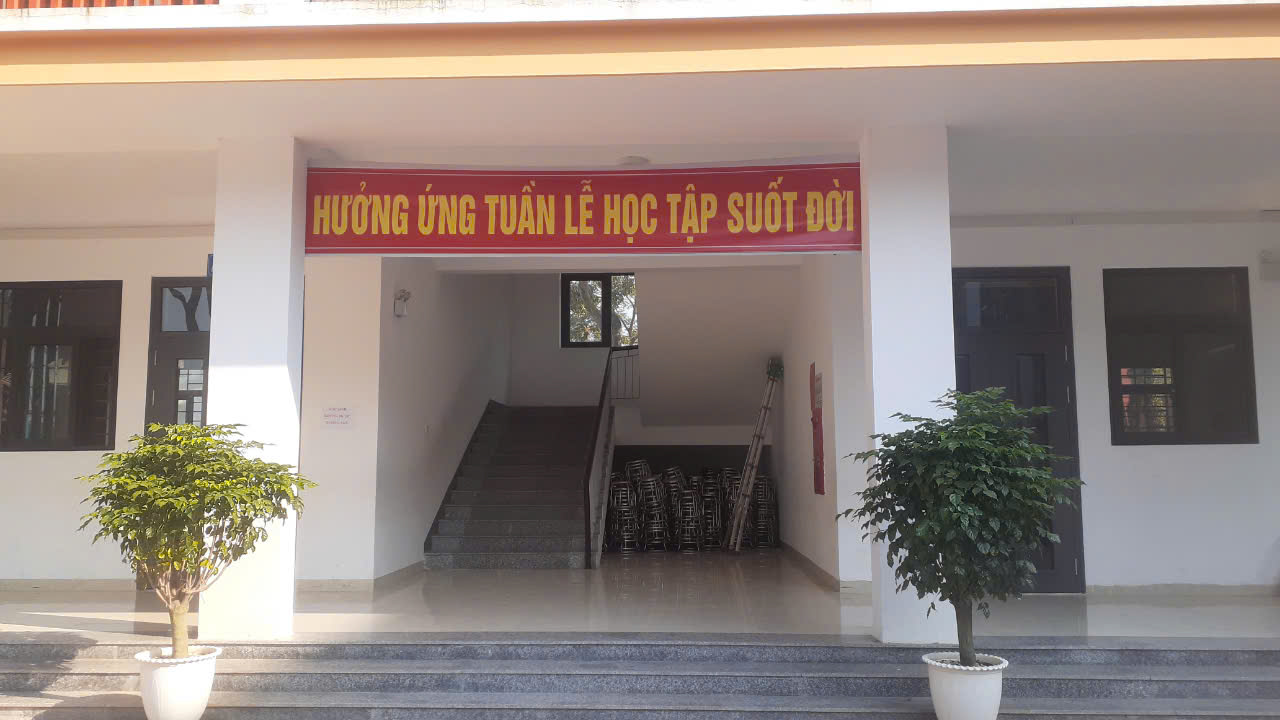 HƯỞNG ỨNG TUẦN LỄ HỌC TẬP SUỐT ĐỜI